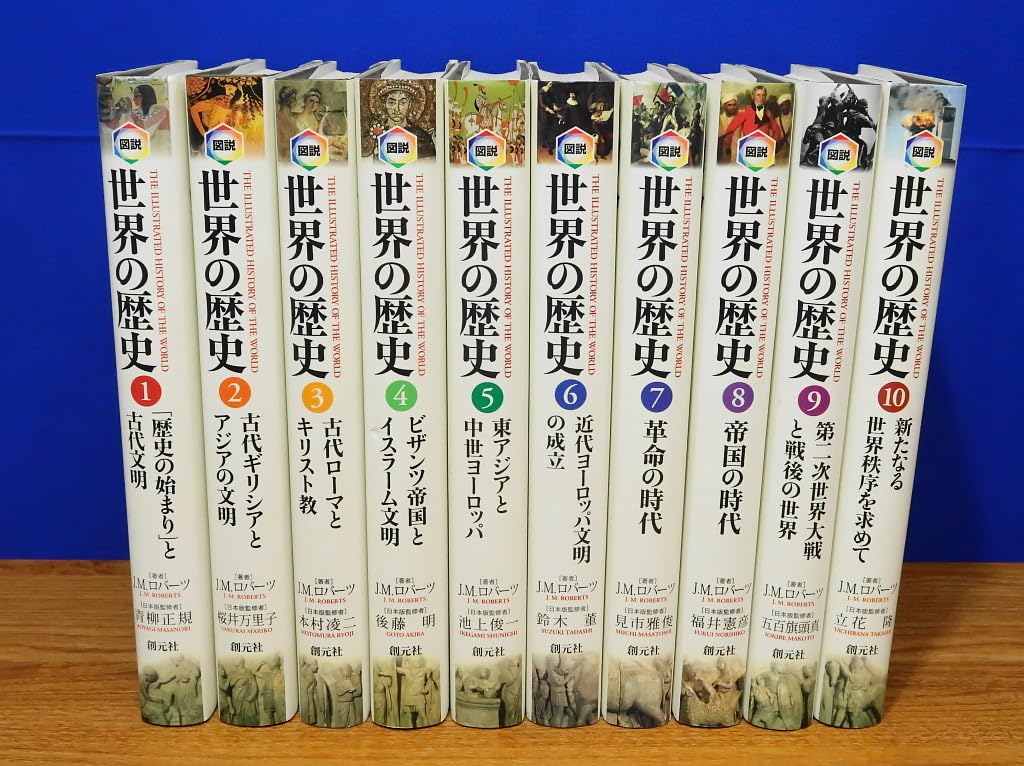 図説
世界の歴史
THE ILLUSTRATED HISTORY OF THE WORLD
1
「歴史の始まり」と
古代文明
[著者]
J.M.ロバーツ
J. M. ROBERTS
[日本版監修者]
青柳正規
AOYAGI MASANORI
創元社
図説
世界の歴史
THE ILLUSTRATED HISTORY OF THE WORLD
2
古代ギリシアと
アジアの文明
[著者]
J.M.ロバーツ
J. M. ROBERTS
[日本版監修者]
桜井万里子
SAKURAI MARIKO
創元社
図説
世界の歴史
THE ILLUSTRATED HISTORY OF THE WORLD
3
古代ローマと
キリスト教
[著者]
J.M.ロバーツ
J. M. ROBERTS
[日本版監修者]
本村凌二
MOTOMURA RYOJI
創元社
図説
世界の歴史
THE ILLUSTRATED HISTORY OF THE WORLD
4
ビザンツ帝国と
イスラーム文明
[著者]
J.M.ロバーツ
J. M. ROBERTS
[日本版監修者]
後藤 明
GOTO AKIRA
創元社
図説
世界の歴史
THE ILLUSTRATED HISTORY OF THE WORLD
5
東アジアと
中世ヨーロッパ
[著者]
J.M.ロバーツ
J. M. ROBERTS
[日本版監修者]
池上俊一
IKEGAMI SHUNICHI
創元社
図説
世界の歴史
THE ILLUSTRATED HISTORY OF THE WORLD
6
近代ヨーロッパ文明
の成立
[著者]
J.M.ロバーツ
J. M. ROBERTS
[日本版監修者]
鈴木 董
SUZUKI TADASHI
創元社
図説
世界の歴史
THE ILLUSTRATED HISTORY OF THE WORLD
7
革命の時代
[著者]
J.M.ロバーツ
J. M. ROBERTS
[日本版監修者]
見市雅俊
MIICHI MASATOSHI
創元社
図説
世界の歴史
THE ILLUSTRATED HISTORY OF THE WORLD
8
帝国の時代
[著者]
J.M.ロバーツ
J. M. ROBERTS
[日本版監修者]
福井憲彦
FUKUI NORIHIKO
創元社
図説
世界の歴史
THE ILLUSTRATED HISTORY OF THE WORLD
9
第二次世界大戦
と戦後の世界
[著者]
J.M.ロバーツ
J. M. ROBERTS
[日本版監修者]
五百旗頭真
IOKIBE MAKOTO
創元社
図説
世界の歴史
THE ILLUSTRATED HISTORY OF THE WORLD
10
新たなる
世界秩序を求めて
[著者]
J.M.ロバーツ
J. M. ROBERTS
[日本版監修者]
立花 隆
TACHIBANA TAKASHI
創元社